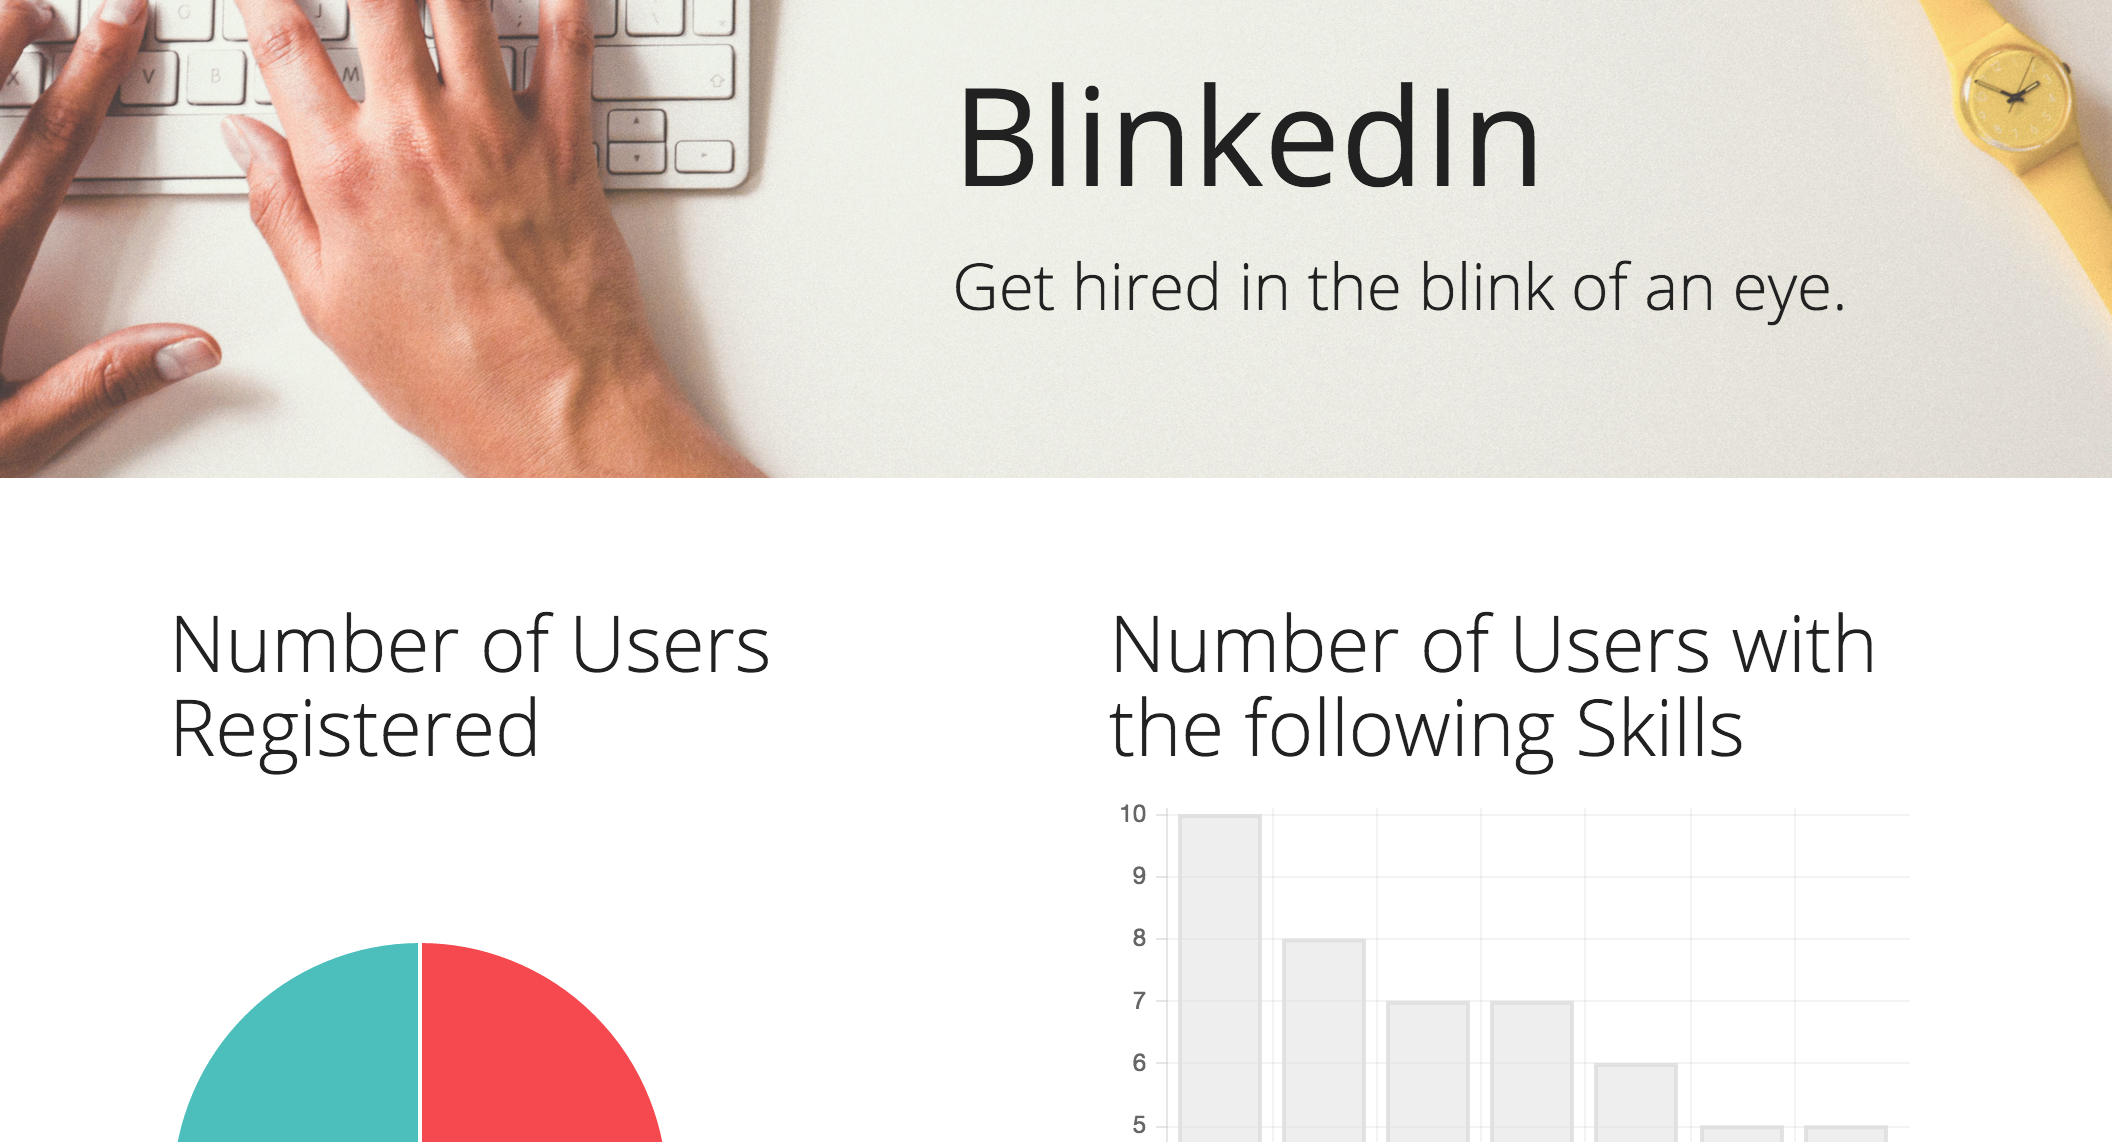 G
J
;
\
X
V
B
M
BlinkedIn
Get hired in the blink of an eye.
Number of Users
Registered
Number of Users with
the following Skills
10
9
8
7
6
5